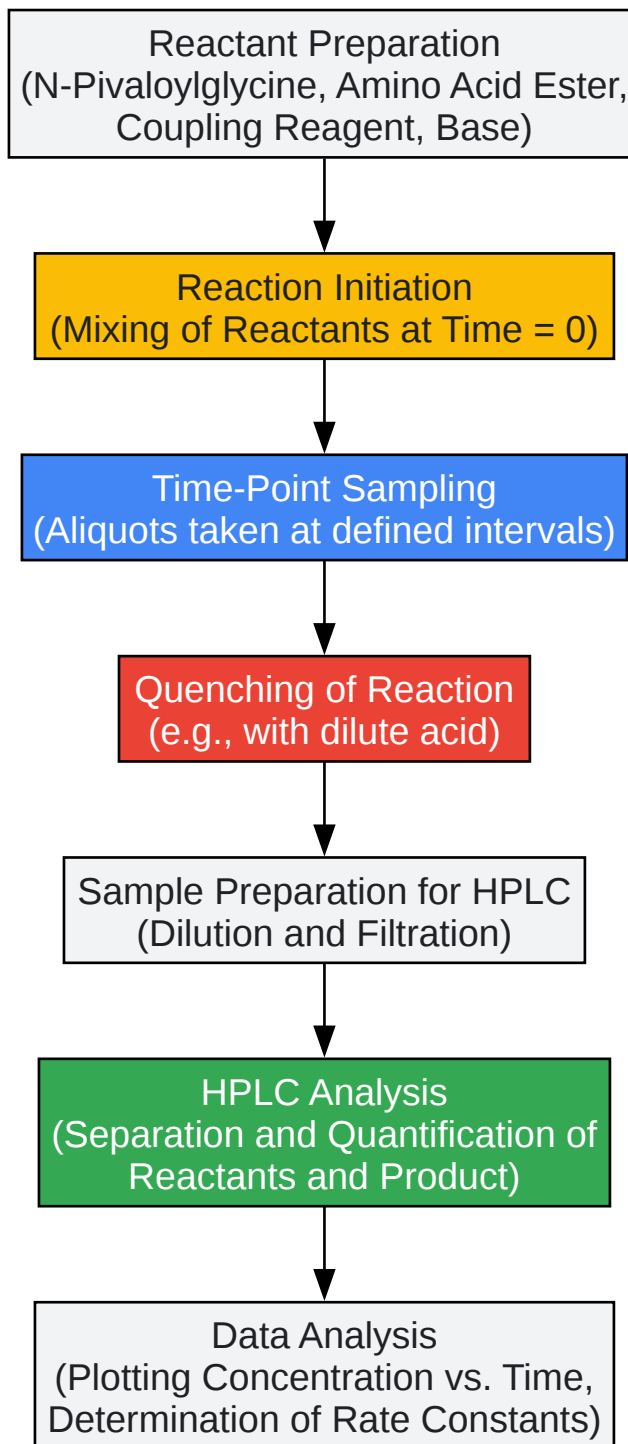 Reactant Preparation
(N-Pivaloylglycine, Amino Acid Ester,
Coupling Reagent, Base)
Reaction Initiation
(Mixing of Reactants at Time = 0)
Time-Point Sampling
(Aliquots taken at defined intervals)
Quenching of Reaction
(e.g., with dilute acid)
Sample Preparation for HPLC
(Dilution and Filtration)
HPLC Analysis
(Separation and Quantification of
Reactants and Product)
Data Analysis
(Plotting Concentration vs. Time,
Determination of Rate Constants)